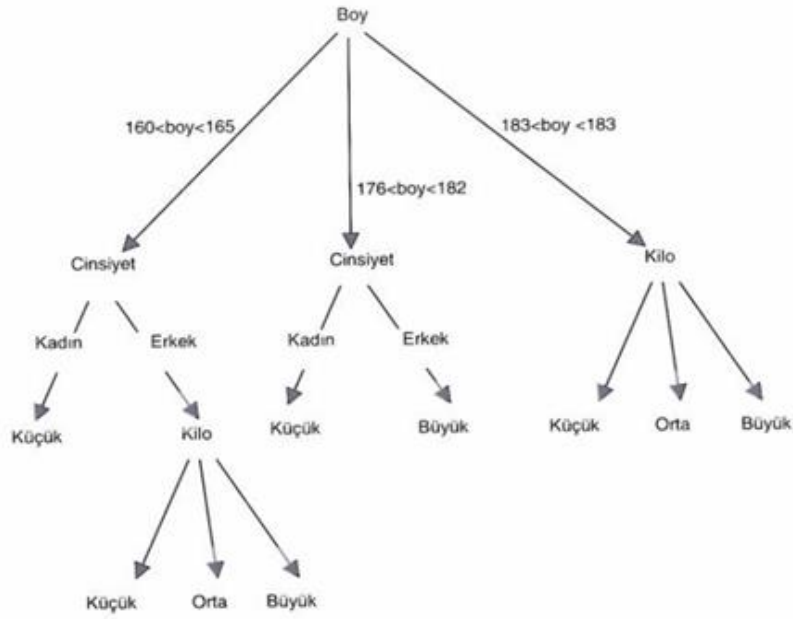 Boy
160<boy<165
183<boy <183
176<boy<182
Cinsiyet
Cinsiyet
Kilo
Kadın
Erkek
Kadın
Erkek
Küçük
Kilo
Küçük
Büyük
Küçük
Orta
Büyük
Küçük
Orta
Büyük